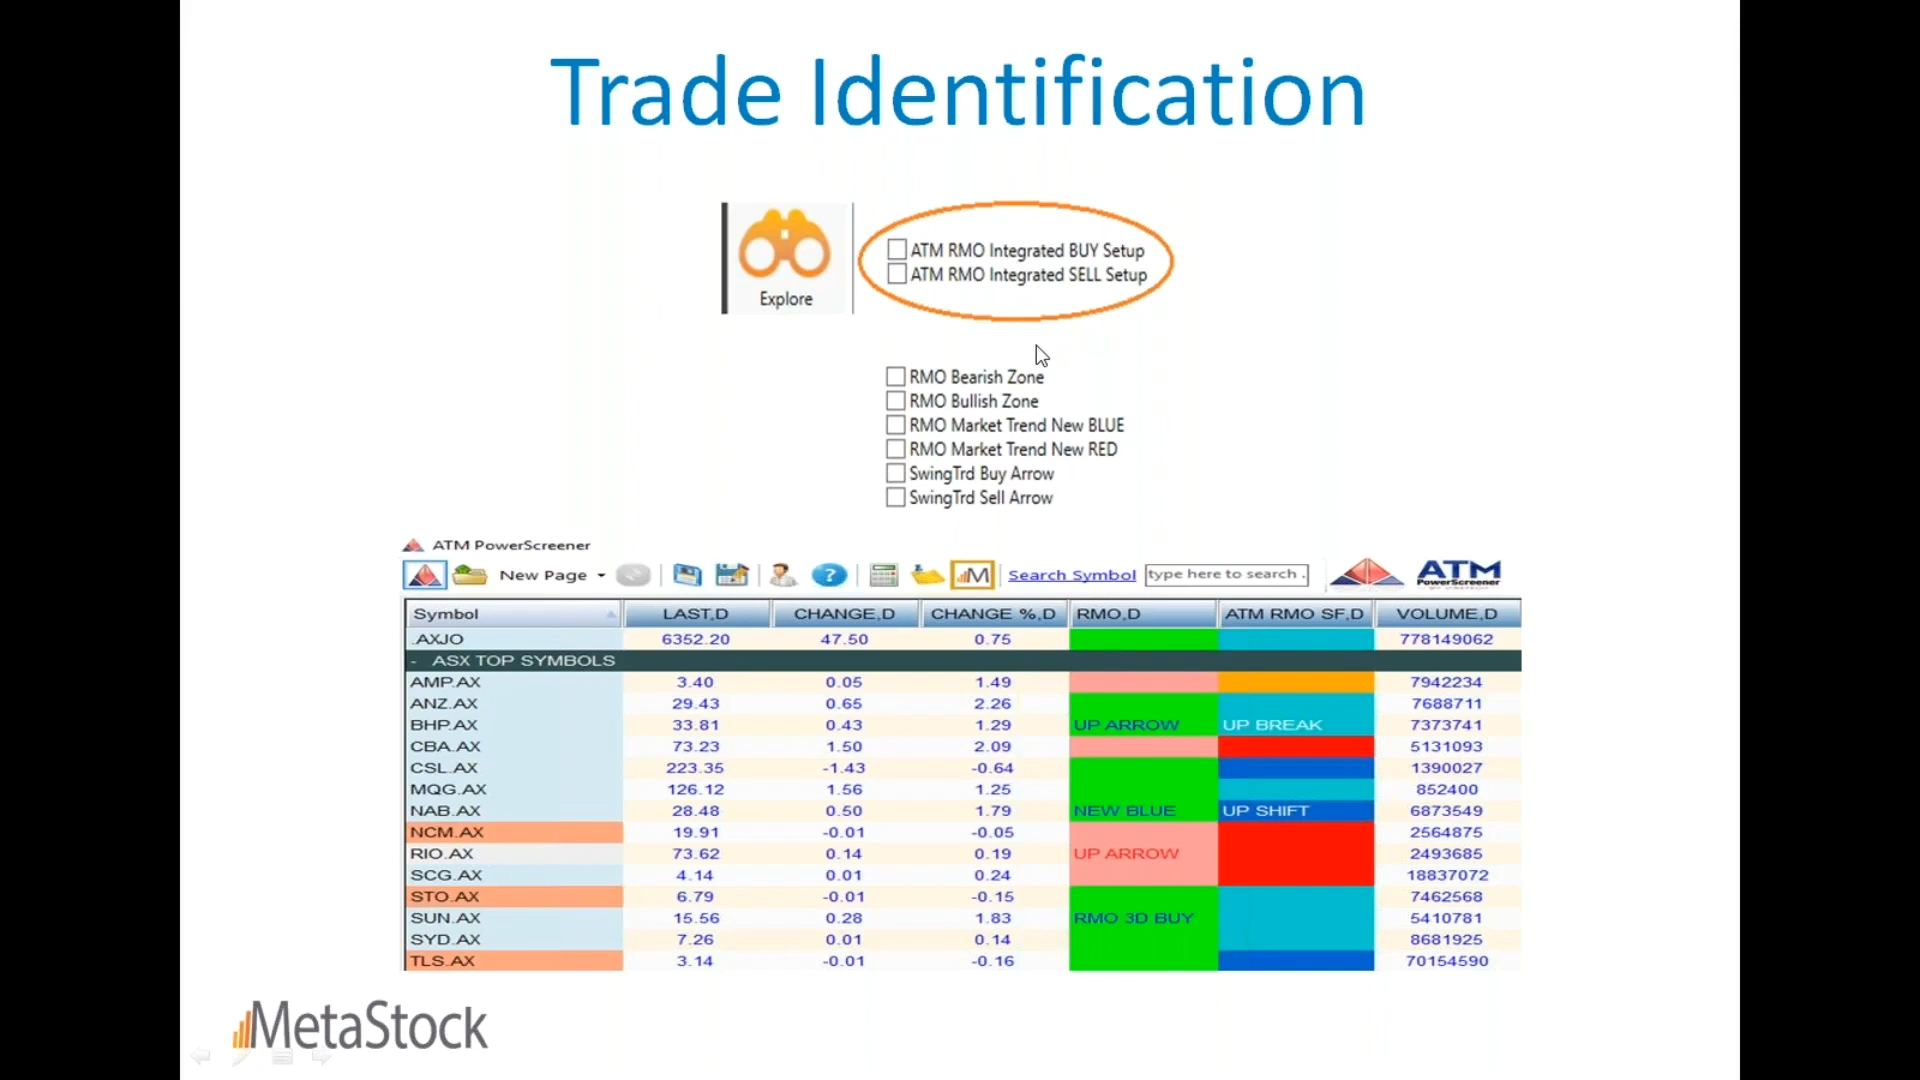 Trade Identification
Explore
ATM RMO Integrated BUY Setup
ATM RMO Integrated SELL Setup
RMO Bearish Zone
RMO Bullish Zone
RMO Market Trend New BLUE
RMO Market Trend New RED
SwingTrd Buy Arrow
SwingTrd Sell Arrow
ATM PowerScreener
New Page ? M Search Symbol type here to search . ATM PowerScreener
Symbol LAST,D CHANGE,D CHANGE %,D RMO,D ATM RMO SF,D VOLUME,D
.AXJO 6352.20 47.50 0.75 778149062
- ASX TOP SYMBOLS
AMP.AX 3.40 0.05 1.49 7942234
ANZ.AX 29.43 0.65 2.26 7688711
BHP.AX 33.81 0.43 1.29 UP ARROW UP BREAK 7373741
CBA.AX 73.23 1.50 2.09 5131093
CSL.AX 223.35 -1.43 -0.64 1390027
MQG.AX 126.12 1.56 1.25 852400
NAB.AX 28.48 0.50 1.79 NEW BLUE UP SHIFT 6873549
NCM.AX 19.91 -0.01 -0.05 2564875
RIO.AX 73.62 0.14 0.19 UP ARROW 2493685
SCG.AX 4.14 0.01 0.24 18837072
STO.AX 6.79 -0.01 -0.15 7462568
SUN.AX 15.56 0.28 1.83 RMO 3D BUY 5410781
SYD.AX 7.26 0.01 0.14 8681925
TLS.AX 3.14 -0.01 -0.16 70154590
MetaStock